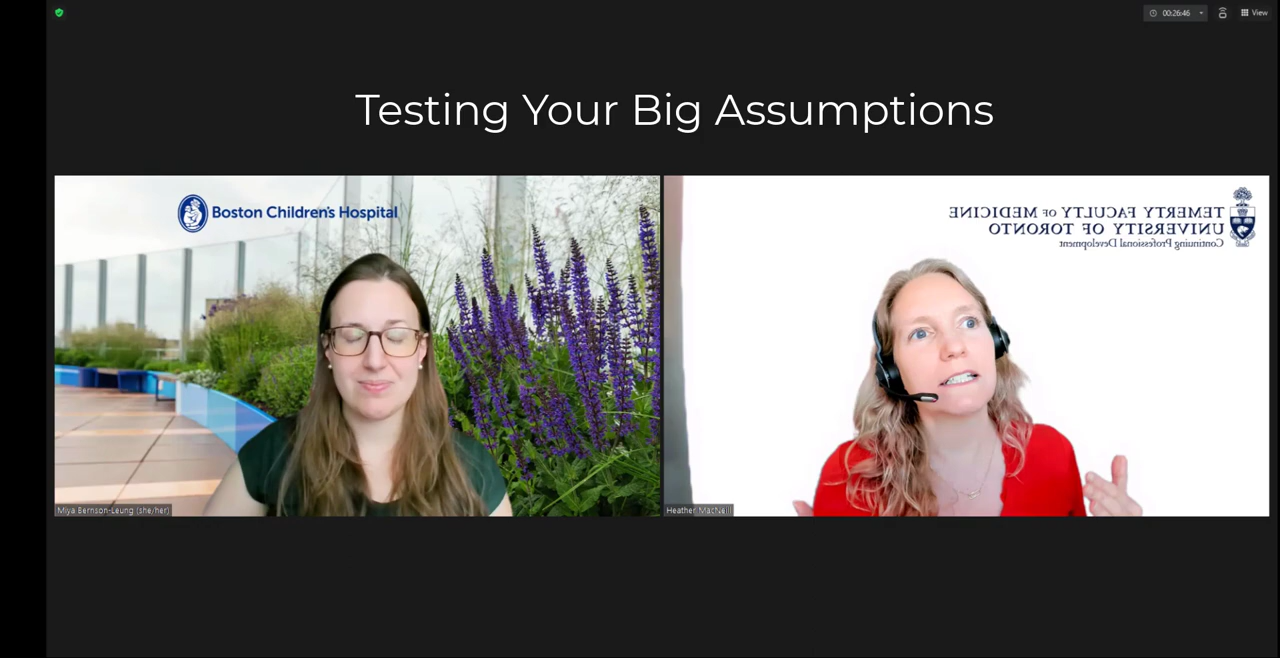 00:26:46
View
Testing Your Big Assumptions
Boston Children's Hospital
TEMERTY FACULTY OF MEDICINE
UNIVERSITY OF TORONTO
Continuing Professional Development
Miya Bernson-Leung (she/her)
Heather MacNeill